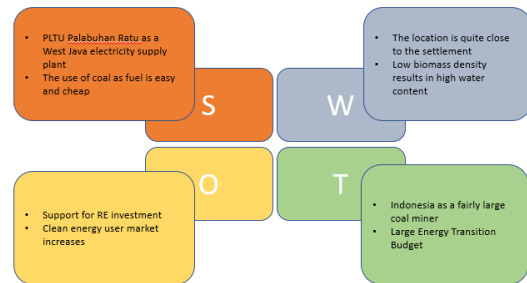 • PLTU Palabuhan Ratu as a
West Java electricity supply
plant
• The use of coal as fuel is easy
and cheap
• The location is quite close
to the settlement
• Low biomass density
results in high water
content
S
W
O
T
• Support for RE investment
• Clean energy user market
increases
• Indonesia as a fairly large
coal miner
• Large Energy Transition
Budget